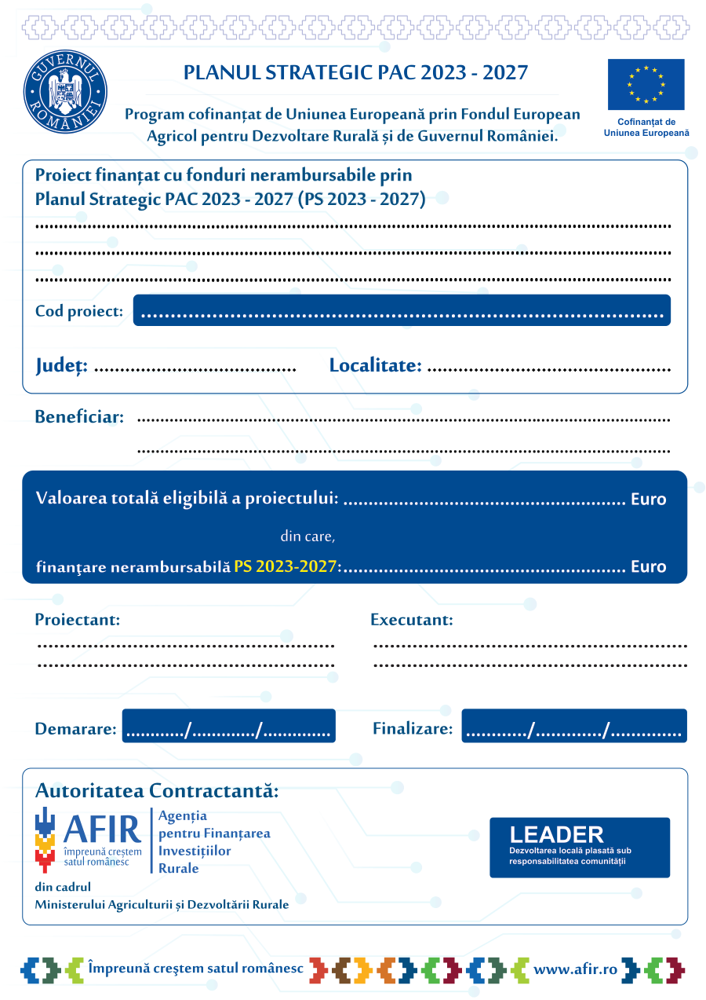 GUVERNUL ROMÂNIEI
PLANUL STRATEGIC PAC 2023 - 2027
Program cofinanțat de Uniunea Europeană prin Fondul European
Agricol pentru Dezvoltare Rurală și de Guvernul României.
Cofinanțat de
Uniunea Europeană
Proiect finanțat cu fonduri nerambursabile prin
Planul Strategic PAC 2023 - 2027 (PS 2023 - 2027)
Cod proiect:
Județ: Localitate:
Beneficiar:
Valoarea totală eligibilă a proiectului: Euro
din care,
finanţare nerambursabilă PS 2023-2027: Euro
Proiectant: Executant:
Demarare: / / Finalizare: / /
Autoritatea Contractantă:
AFIR
împreună creștem
satul românesc
Agenția
pentru Finanțarea
Investițiilor
Rurale
LEADER
Dezvoltarea locală plasată sub
responsabilitatea comunității
din cadrul
Ministerului Agriculturii și Dezvoltării Rurale
Împreună creştem satul românesc www.afir.ro